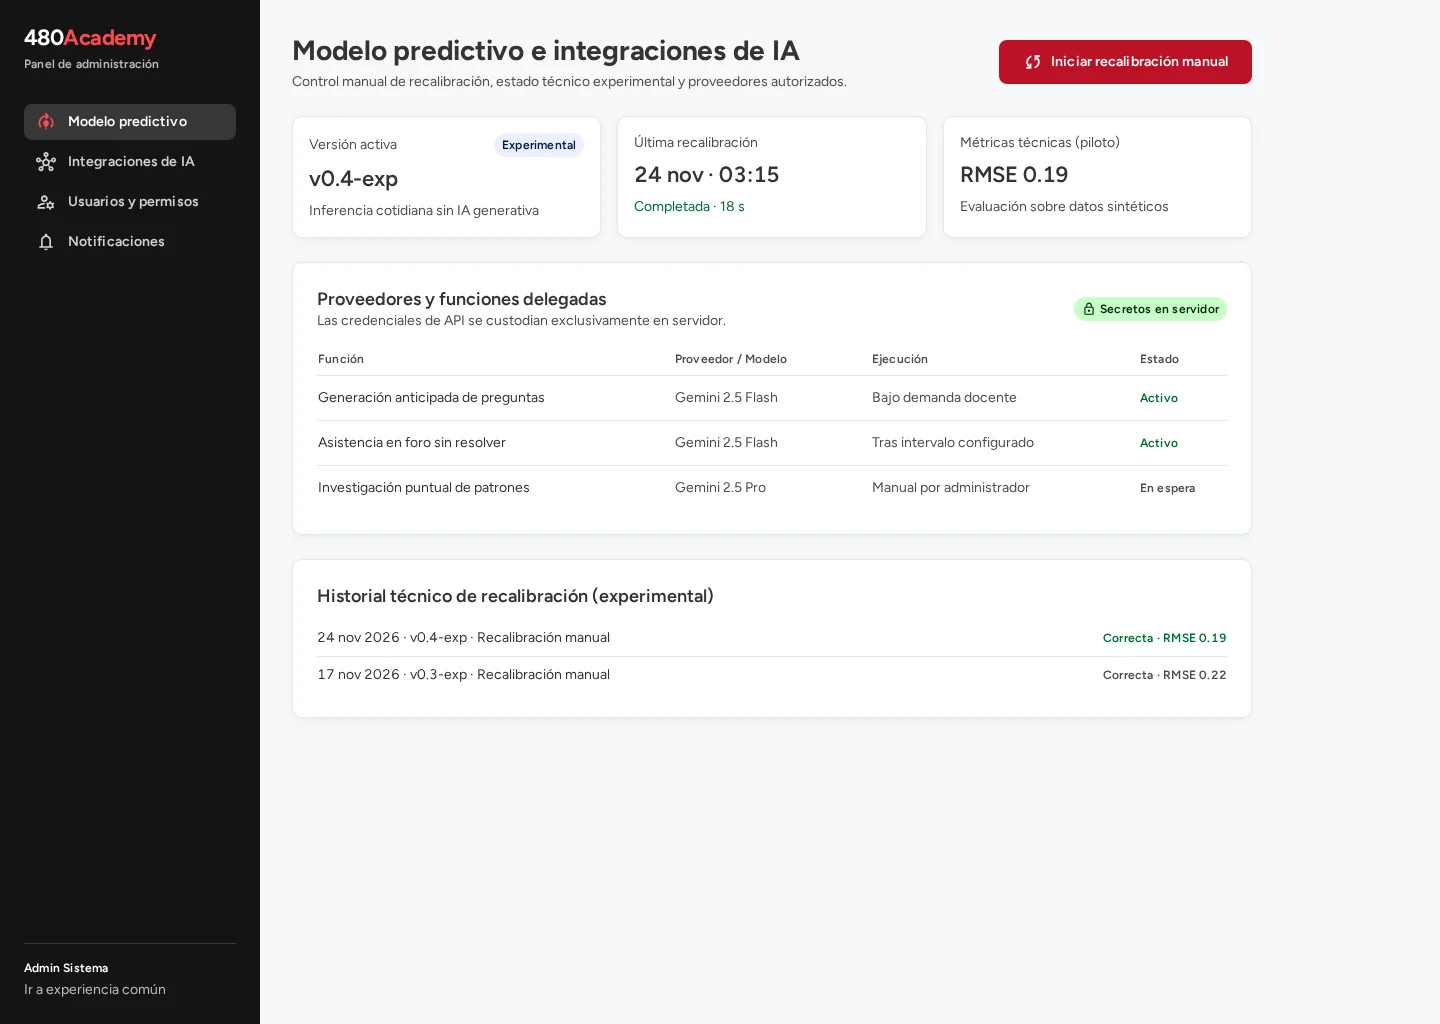 480Academy
Panel de administración
Modelo predictivo
Integraciones de IA
Usuarios y permisos
Notificaciones
Admin Sistema
Ir a experiencia común
Modelo predictivo e integraciones de IA
Control manual de recalibración, estado técnico experimental y proveedores autorizados.
Iniciar recalibración manual
Versión activa
Experimental
v0.4-exp
Inferencia cotidiana sin IA generativa
Última recalibración
24 nov · 03:15
Completada · 18 s
Métricas técnicas (piloto)
RMSE 0.19
Evaluación sobre datos sintéticos
Proveedores y funciones delegadas
Las credenciales de API se custodian exclusivamente en servidor.
Secretos en servidor
Función Proveedor / Modelo Ejecución Estado
Generación anticipada de preguntas Gemini 2.5 Flash Bajo demanda docente Activo
Asistencia en foro sin resolver Gemini 2.5 Flash Tras intervalo configurado Activo
Investigación puntual de patrones Gemini 2.5 Pro Manual por administrador En espera
Historial técnico de recalibración (experimental)
24 nov 2026 · v0.4-exp · Recalibración manual Correcta · RMSE 0.19
17 nov 2026 · v0.3-exp · Recalibración manual Correcta · RMSE 0.22